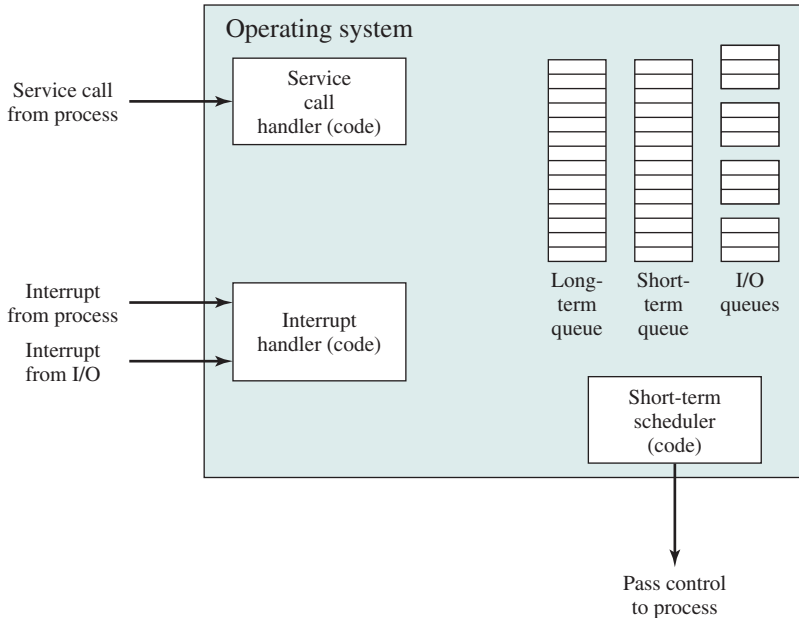 Operating system
Service call
from process
Service
call
handler (code)
Interrupt
from process
Interrupt
from I/O
Interrupt
handler (code)
Long-
term
queue
Short-
term
queue
I/O
queues
Short-term
scheduler
(code)
Pass control
to process